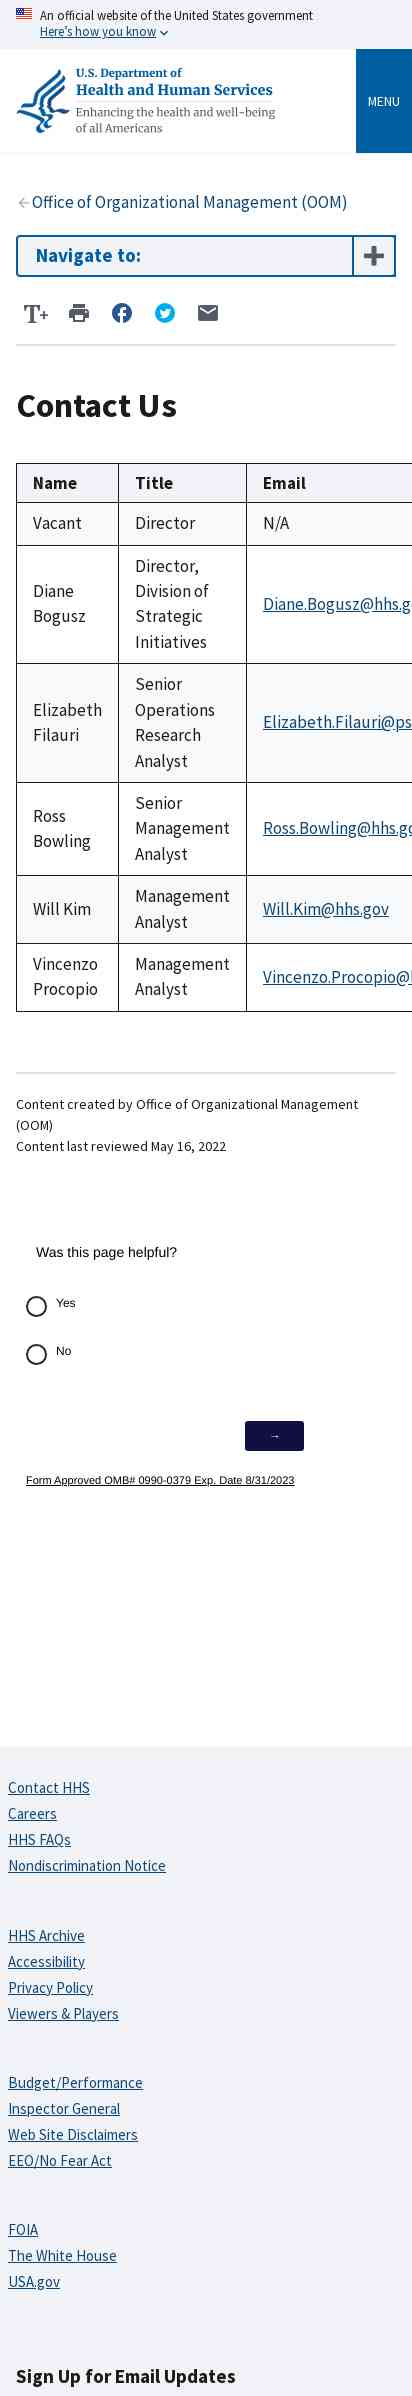 An official website of the United States government
Here's how you know
U.S. Department of
Health and Human Services
Enhancing the health and well-being
of all Americans
MENU
Office of Organizational Management (OOM)
Navigate to:
T+
Contact Us
Name Title Email
Vacant Director N/A
Diane Bogusz
Director,
Division of
Strategic
Initiatives
Diane.Bogusz@hhs.g
Elizabeth
Filauri
Senior
Operations
Research
Analyst
Elizabeth.Filauri@ps
Ross
Bowling
Senior
Management
Analyst
Ross.Bowling@hhs.go
Will Kim
Management
Analyst
Will.Kim@hhs.gov
Vincenzo
Procopio
Management
Analyst
Vincenzo.Procopio@
Content created by Office of Organizational Management
(OOM)
Content last reviewed May 16, 2022
Was this page helpful?
Yes
No
→
Form Approved OMB# 0990-0379 Exp. Date 8/31/2023
Contact HHS
Careers
HHS FAQs
Nondiscrimination Notice
HHS Archive
Accessibility
Privacy Policy
Viewers & Players
Budget/Performance
Inspector General
Web Site Disclaimers
EEO/No Fear Act
FOIA
The White House
USA.gov
Sign Up for Email Updates